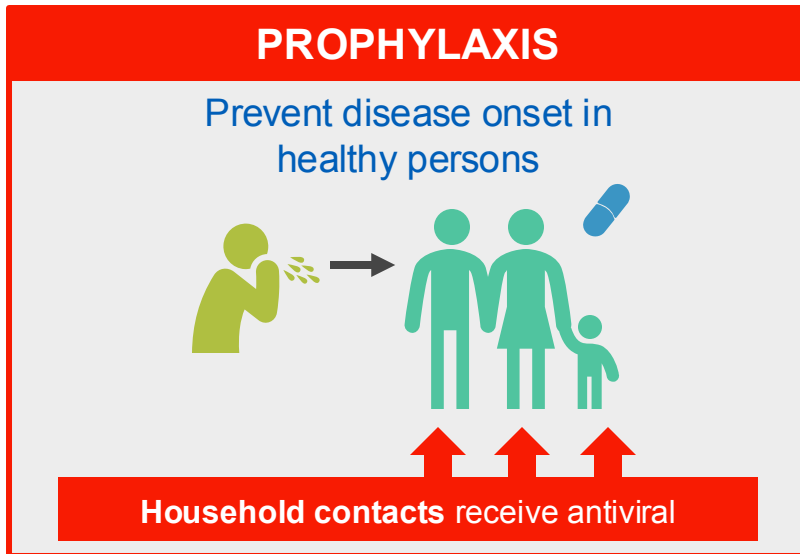 PROPHYLAXIS
Prevent disease onset in
healthy persons
Household contacts receive antiviral